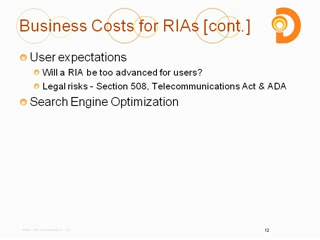 Business Costs for RIAs [cont.]
User expectations
Will a RIA be too advanced for users?
Legal risks - Section 508, Telecommunications Act & ADA
Search Engine Optimization
12